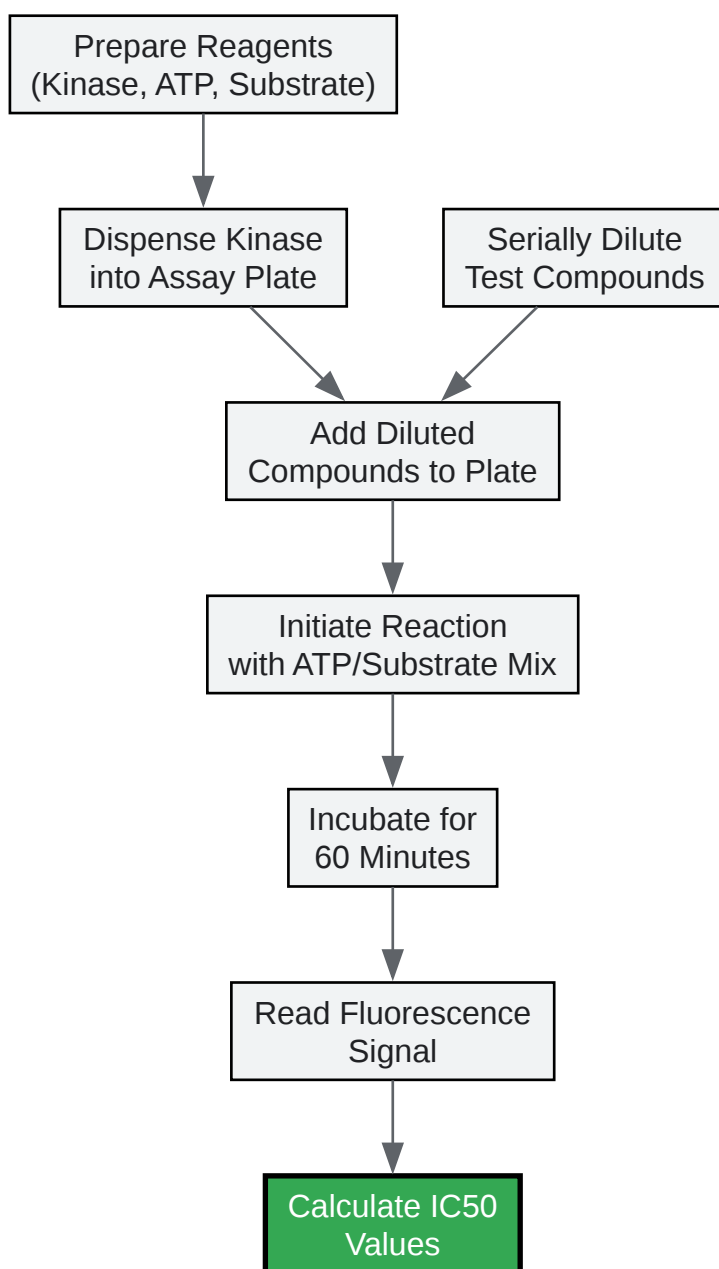 Prepare Reagents
(Kinase, ATP, Substrate)
Dispense Kinase
into Assay Plate
Serially Dilute
Test Compounds
Add Diluted
Compounds to Plate
Initiate Reaction
with ATP/Substrate Mix
Incubate for
60 Minutes
Read Fluorescence
Signal
Calculate IC50
Values